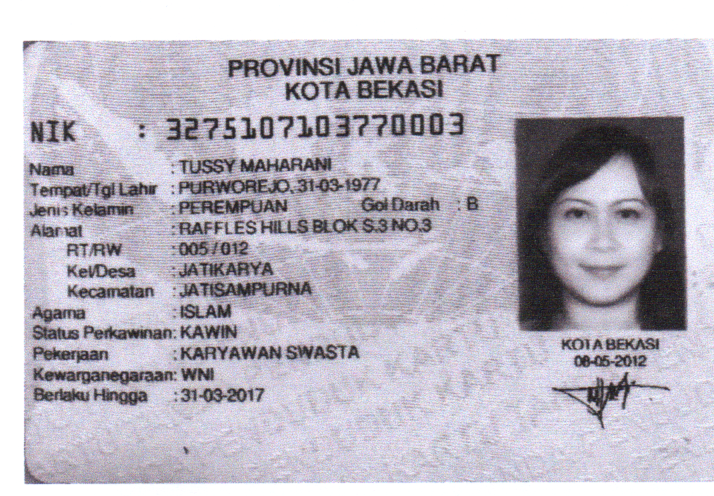 PROVINSI JAWA BARAT
KOTA BEKASI
NIK : 3275107103770003
Nama : TUSSY MAHARANI
Tempat/Tgl Lahir : PURWOREJO, 31-03-1977
Jenis Kelamin : PEREMPUAN Gol Darah : B
Alamat : RAFFLES HILLS BLOK S.3 NO.3
RT/RW : 005 / 012
Kel/Desa : JATIKARYA
Kecamatan : JATISAMPURNA
Agama : ISLAM
Status Perkawinan: KAWIN
Pekerjaan : KARYAWAN SWASTA
Kewarganegaraan: WNI
Berlaku Hingga : 31-03-2017
KOTA BEKASI
08-05-2012